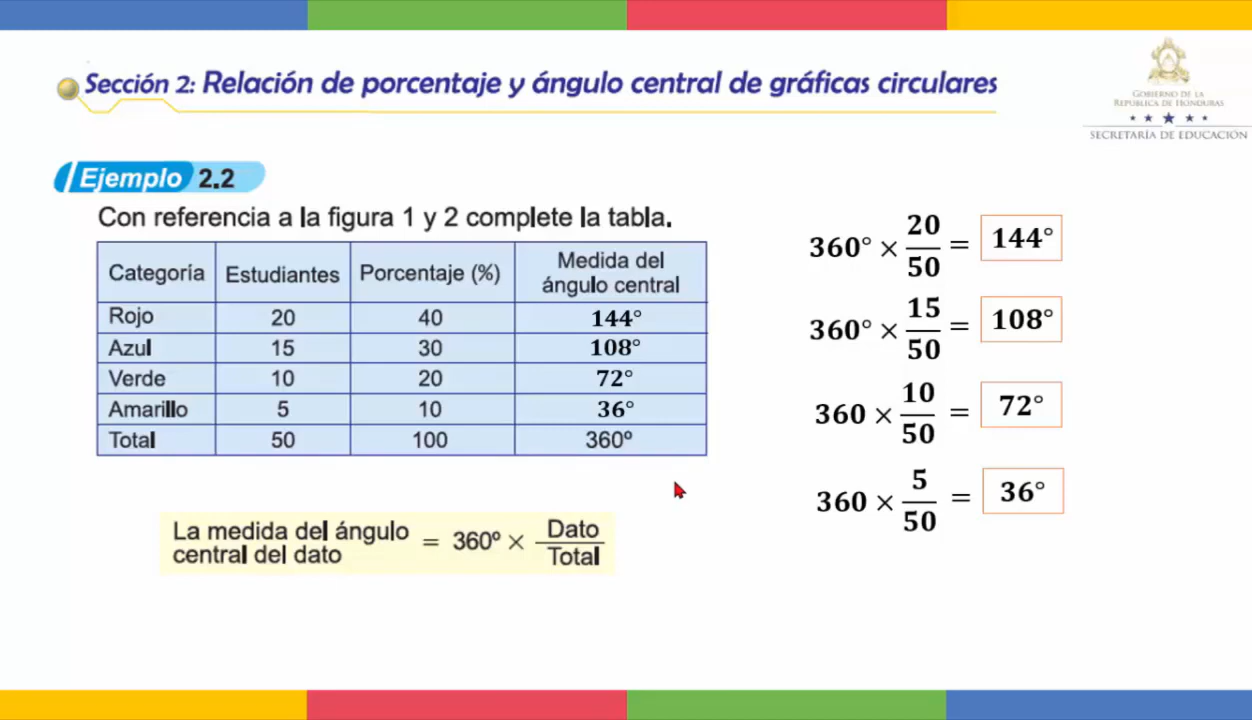 Sección 2: Relación de porcentaje y ángulo central de gráficas circulares
GOBIERNO DE LA
REPÚBLICA DE HONDURAS
SECRETARÍA DE EDUCACIÓN
Ejemplo 2.2
Con referencia a la figura 1 y 2 complete la tabla.
Categoría Estudiantes Porcentaje (%) Medida del ángulo central
Rojo 20 40 144°
Azul 15 30 108°
Verde 10 20 72°
Amarillo 5 10 36°
Total 50 100 360º
La medida del ángulo central del dato = 360º × Dato / Total
360° × 20/50 = 144°
360° × 15/50 = 108°
360 × 10/50 = 72°
360 × 5/50 = 36°